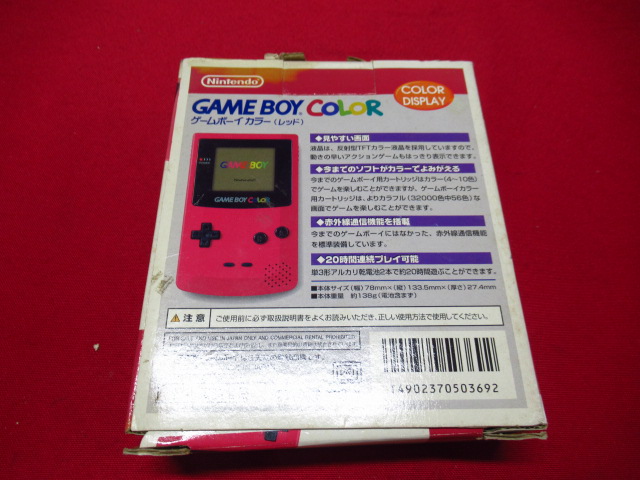 Nintendo
GAME BOY COLOR
COLOR
DISPLAY
ゲームボーイ カラー (レッド)
GAME BOY
GAME BOY COLOR
◆見やすい画面
液晶は、反射型TFTカラー液晶を採用していますので、
動きの早いアクションゲームもはっきり表示できます。
◆今までのソフトがカラーでよみがえる
今までのゲームボーイ用カートリッジはカラー(4~10色)
でゲームを楽しむことができますが、ゲームボーイカラー
用カートリッジは、よりカラフル(32000色中56色)な
画面でゲームを楽しむことができます。
◆赤外線通信機能を搭載
今までのゲームボーイにはなかった、赤外線通信機能
を標準装備しています。
◆20時間連続プレイ可能
単3形アルカリ乾電池2本で約20時間遊ぶことができます。
■本体サイズ(幅)78mm×(縦)133.5mm×(厚さ)27.4mm
■本体重量 約138g(電池含ます)
⚠注意 ご使用前に必ず取扱説明書をよくお読みいただき、正しい使用方法で使用してください。
FOR SALE AND USE IN JAPAN ONLY AND COMMERCIAL RENTAL PROHIBITED
4902370503692